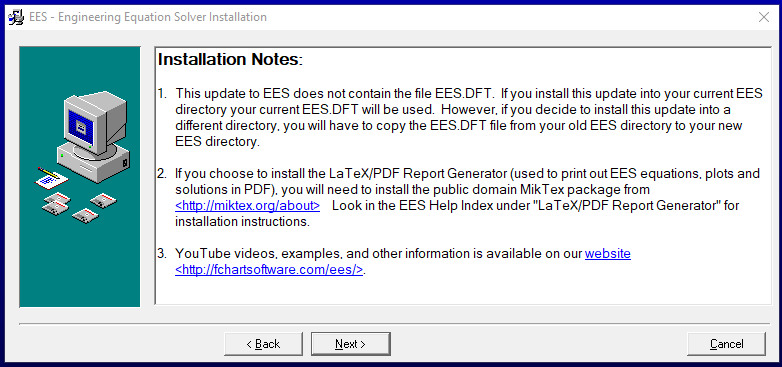 EES - Engineering Equation Solver Installation
Installation Notes:
1. This update to EES does not contain the file EES.DFT. If you install this update into your current EES
directory your current EES.DFT will be used. However, if you decide to install this update into a
different directory, you will have to copy the EES.DFT file from your old EES directory to your new
EES directory.
2. If you choose to install the LaTeX/PDF Report Generator (used to print out EES equations, plots and
solutions in PDF), you will need to install the public domain MikTex package from
<http://miktex.org/about> Look in the EES Help Index under "LaTeX/PDF Report Generator" for
installation instructions.
3. YouTube videos, examples, and other information is available on our website
<http://fchartsoftware.com/ees/>.
< Back
Next >
Cancel